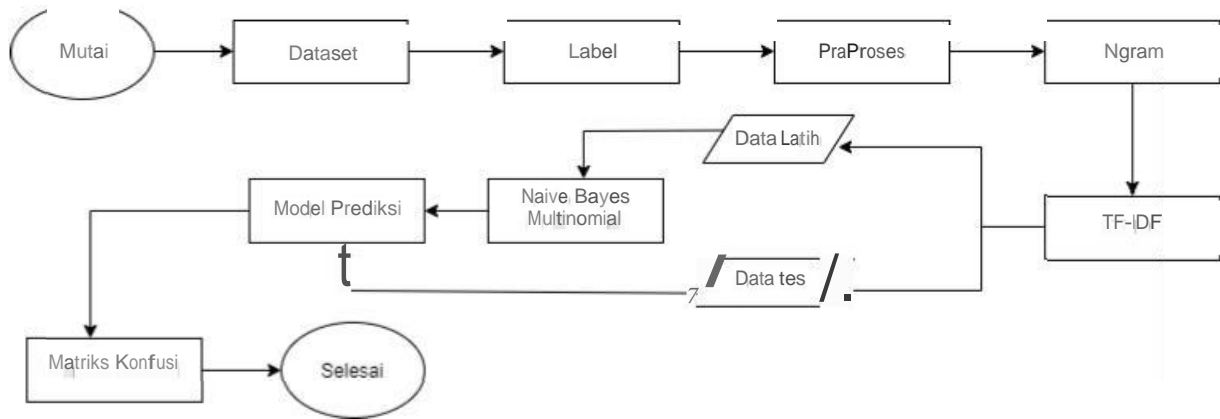 Mutai
Dataset
Label
PraProses
Ngram
Data Latih
Naive Bayes
Multinomial
Model Prediksi
TF-IDF
Data tes
Matriks Konfusi
Selesai